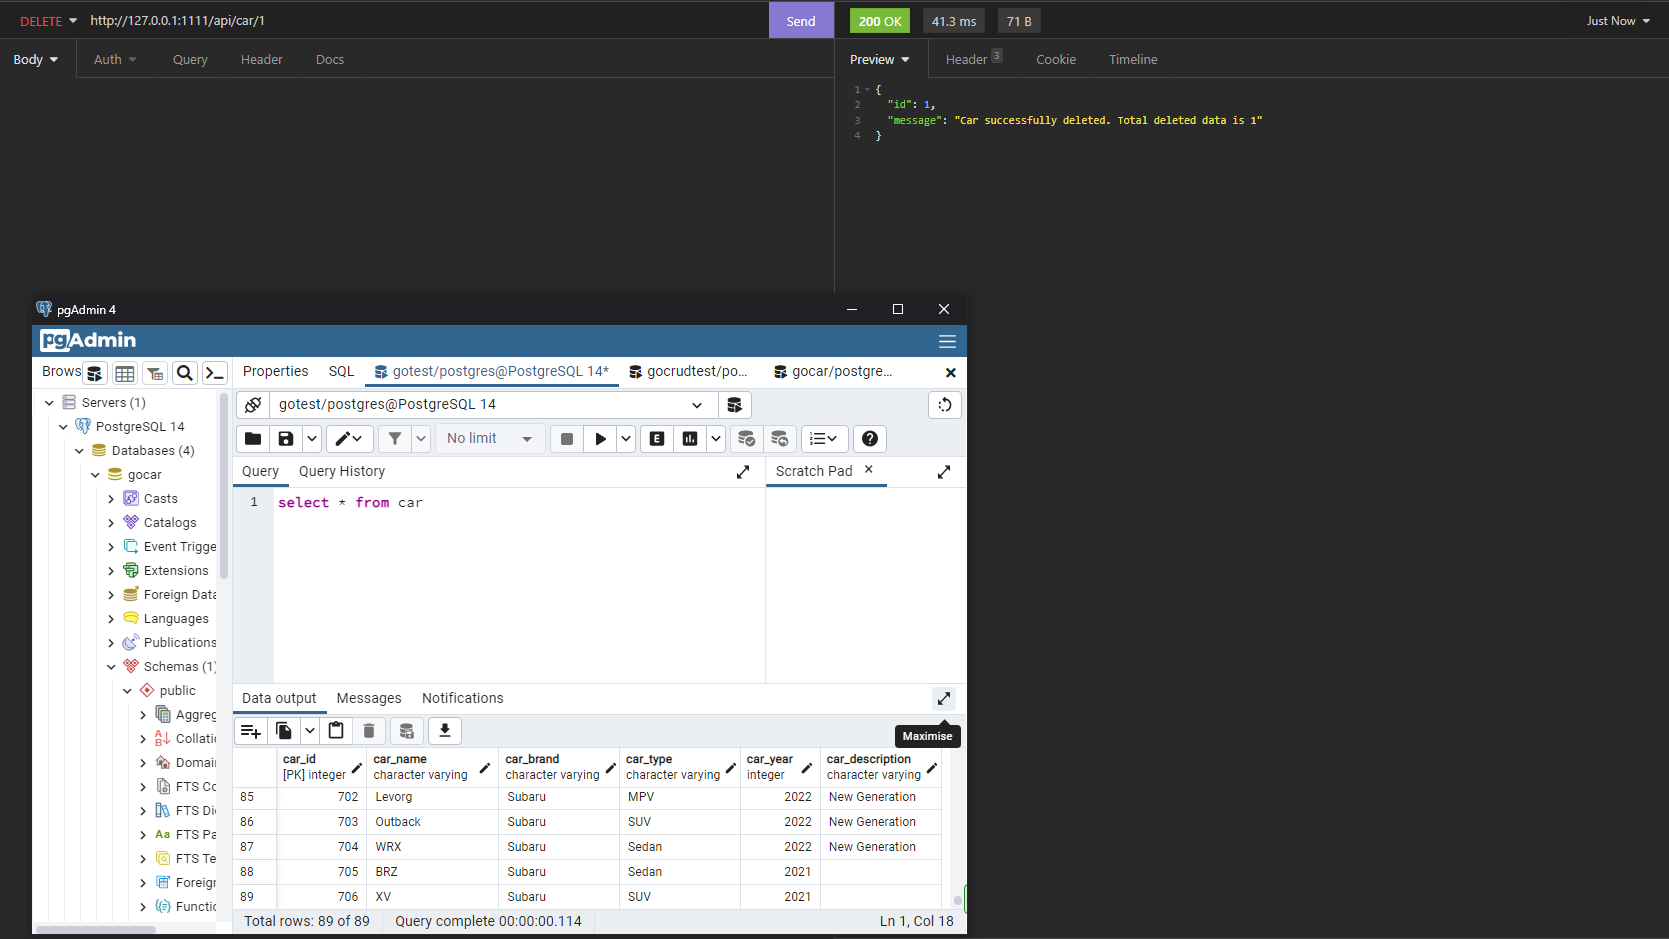 DELETE http://127.0.0.1:1111/api/car/1 Send 200 OK 41.3 ms 71 B Just Now
Body Auth Query Header Docs
Preview Header 3 Cookie Timeline
1 {
2 "id": 1,
3 "message": "Car successfully deleted. Total deleted data is 1"
4 }
pgAdmin 4
pgAdmin
Brows
Properties SQL gotest/postgres@PostgreSQL 14* gocrudtest/po... gocar/postgre...
Servers (1)
PostgreSQL 14
Databases (4)
gocar
Casts
Catalogs
Event Trigge
Extensions
Foreign Data
Languages
Publications
Schemas (1)
public
Aggreg
Collatio
Domain
FTS Co
FTS Di
FTS Pa
FTS Te
Foreign
Functio
gotest/postgres@PostgreSQL 14
No limit
E
Query Query History
Scratch Pad
1 select * from car
Data output Messages Notifications
Maximise
car_id car_name car_brand car_type car_year car_description
[PK] integer character varying character varying character varying integer character varying
85 702 Levorg Subaru MPV 2022 New Generation
86 703 Outback Subaru SUV 2022 New Generation
87 704 WRX Subaru Sedan 2022 New Generation
88 705 BRZ Subaru Sedan 2021
89 706 XV Subaru SUV 2021
Total rows: 89 of 89 Query complete 00:00:00.114 Ln 1, Col 18